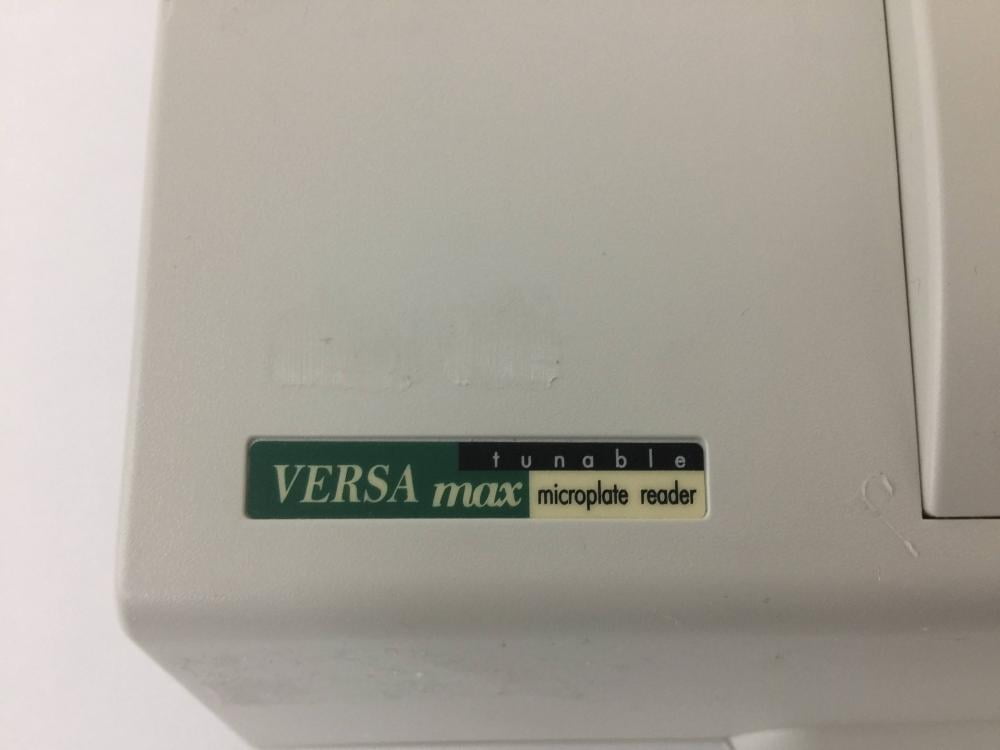 VERSA max
tunable
microplate reader